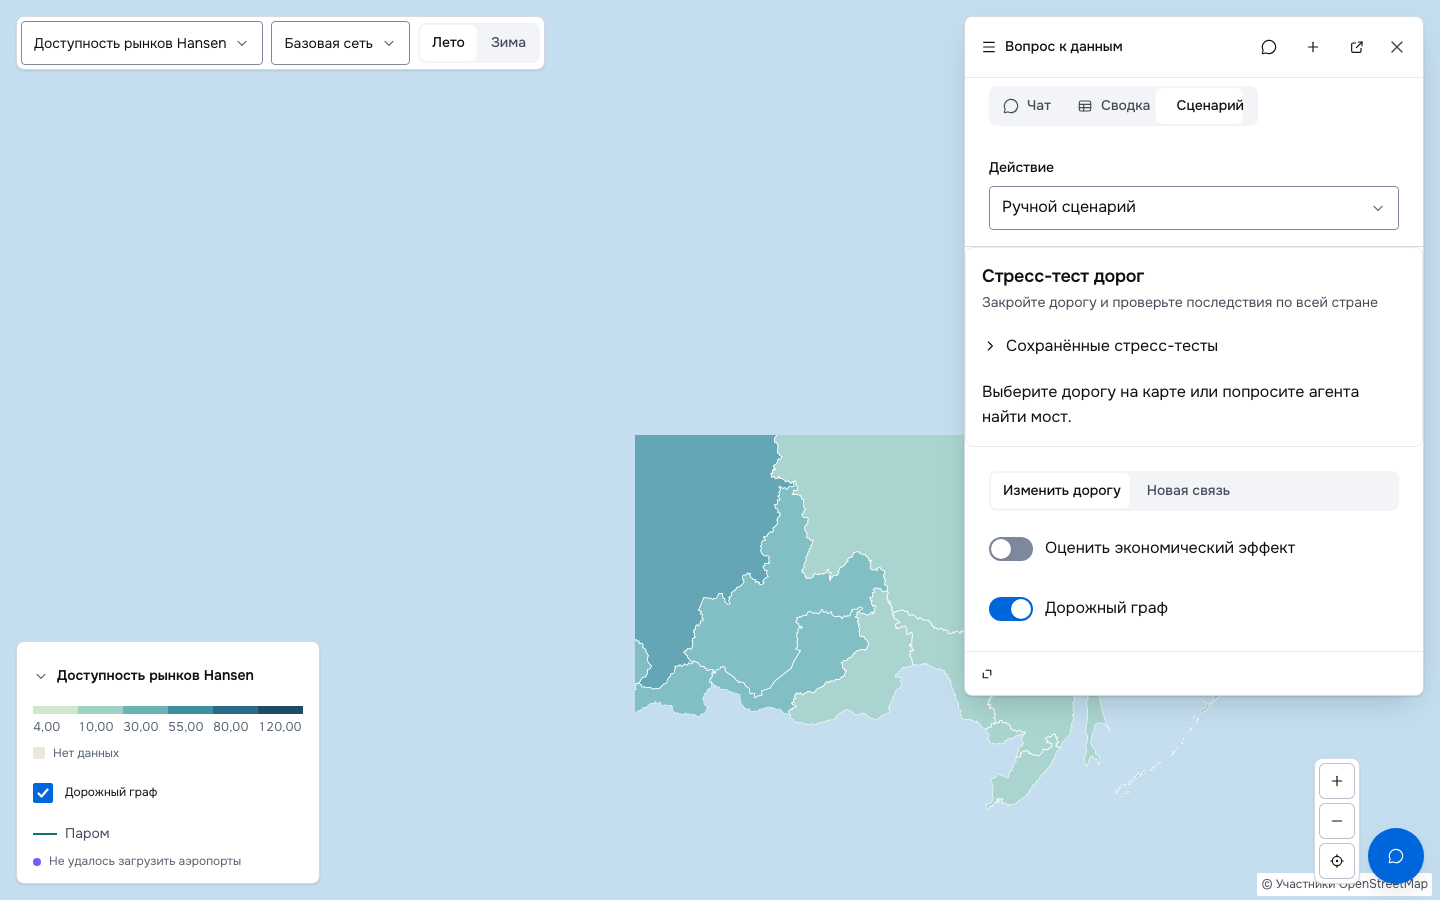 Доступность рынков Hansen
Базовая сеть
Лето
Зима
Вопрос к данным
Чат
Сводка
Сценарий
Действие
Ручной сценарий
Стресс-тест дорог
Закройте дорогу и проверьте последствия по всей стране
Сохранённые стресс-тесты
Выберите дорогу на карте или попросите агента
найти мост.
Изменить дорогу
Новая связь
Оценить экономический эффект
Дорожный граф
Доступность рынков Hansen
4,00 10,00 30,00 55,00 80,00 120,00
Нет данных
Дорожный граф
Паром
Не удалось загрузить аэропорты
© Участники OpenStreetMap